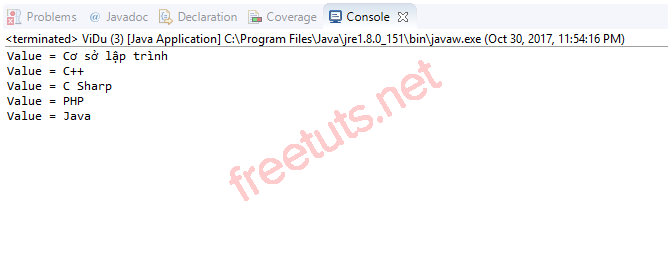 Problems @ Javadoc Declaration Coverage Console
<terminated> ViDu (3) [Java Application] C:\Program Files\Java\jre1.8.0_151\bin\javaw.exe (Oct 30, 2017, 11:54:16 PM)
Value = Cơ sở lập trình
Value = C++
Value = C Sharp
Value = PHP
Value = Java
freetuts.net